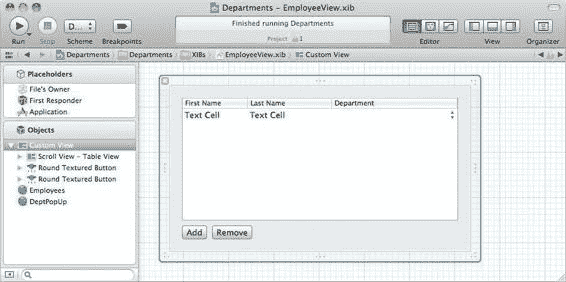 Departments - EmployeeView.xib
Finished running Departments
Project 1
D...
Run Stop Scheme Breakpoints Editor View Organizer
Departments Departments XIBs EmployeeView.xib Custom View
Placeholders
File's Owner
First Responder
Application
Objects
Custom View
Scroll View - Table View
Round Textured Button
Round Textured Button
Employees
DeptPopUp
First Name Last Name Department
Text Cell Text Cell
Add Remove